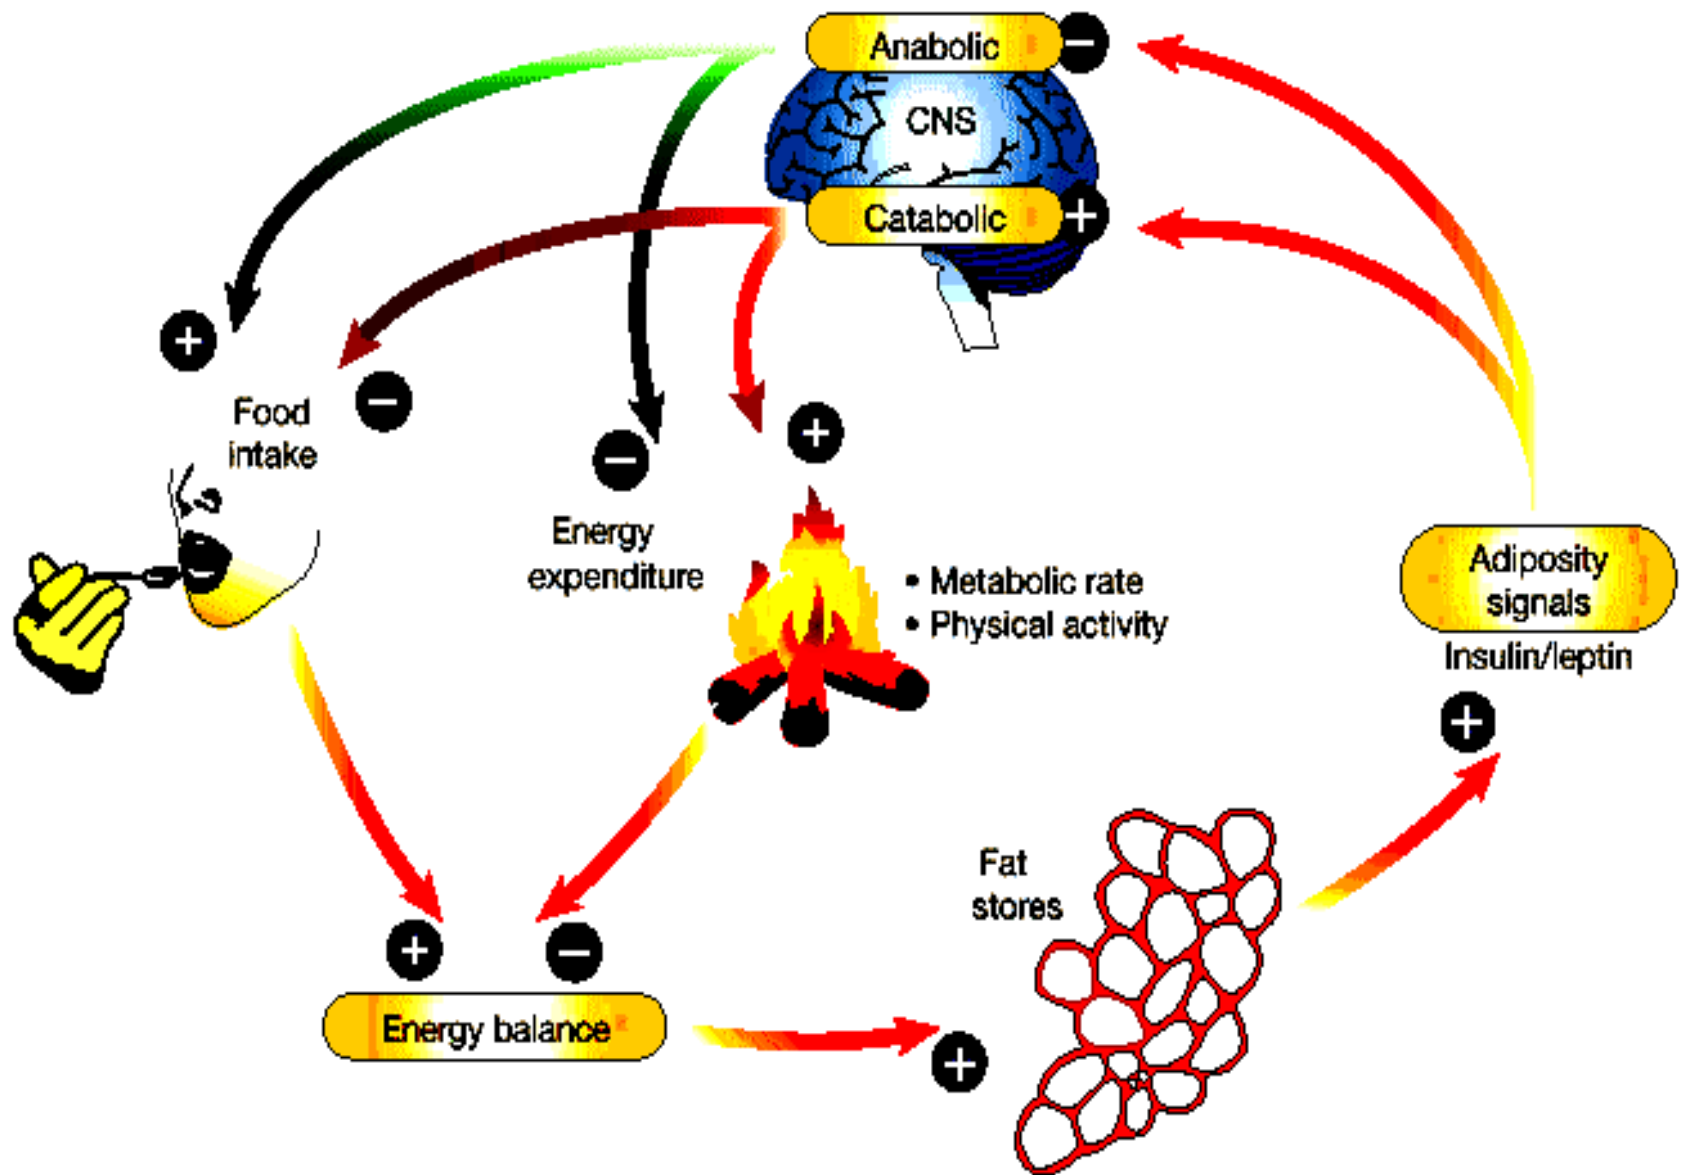 Anabolic
−
CNS
Catabolic
+
+
Food
intake
−
−
Energy
expenditure
+
• Metabolic rate
• Physical activity
Adiposity
signals
Insulin/leptin
+
Fat
stores
+
−
Energy balance
+